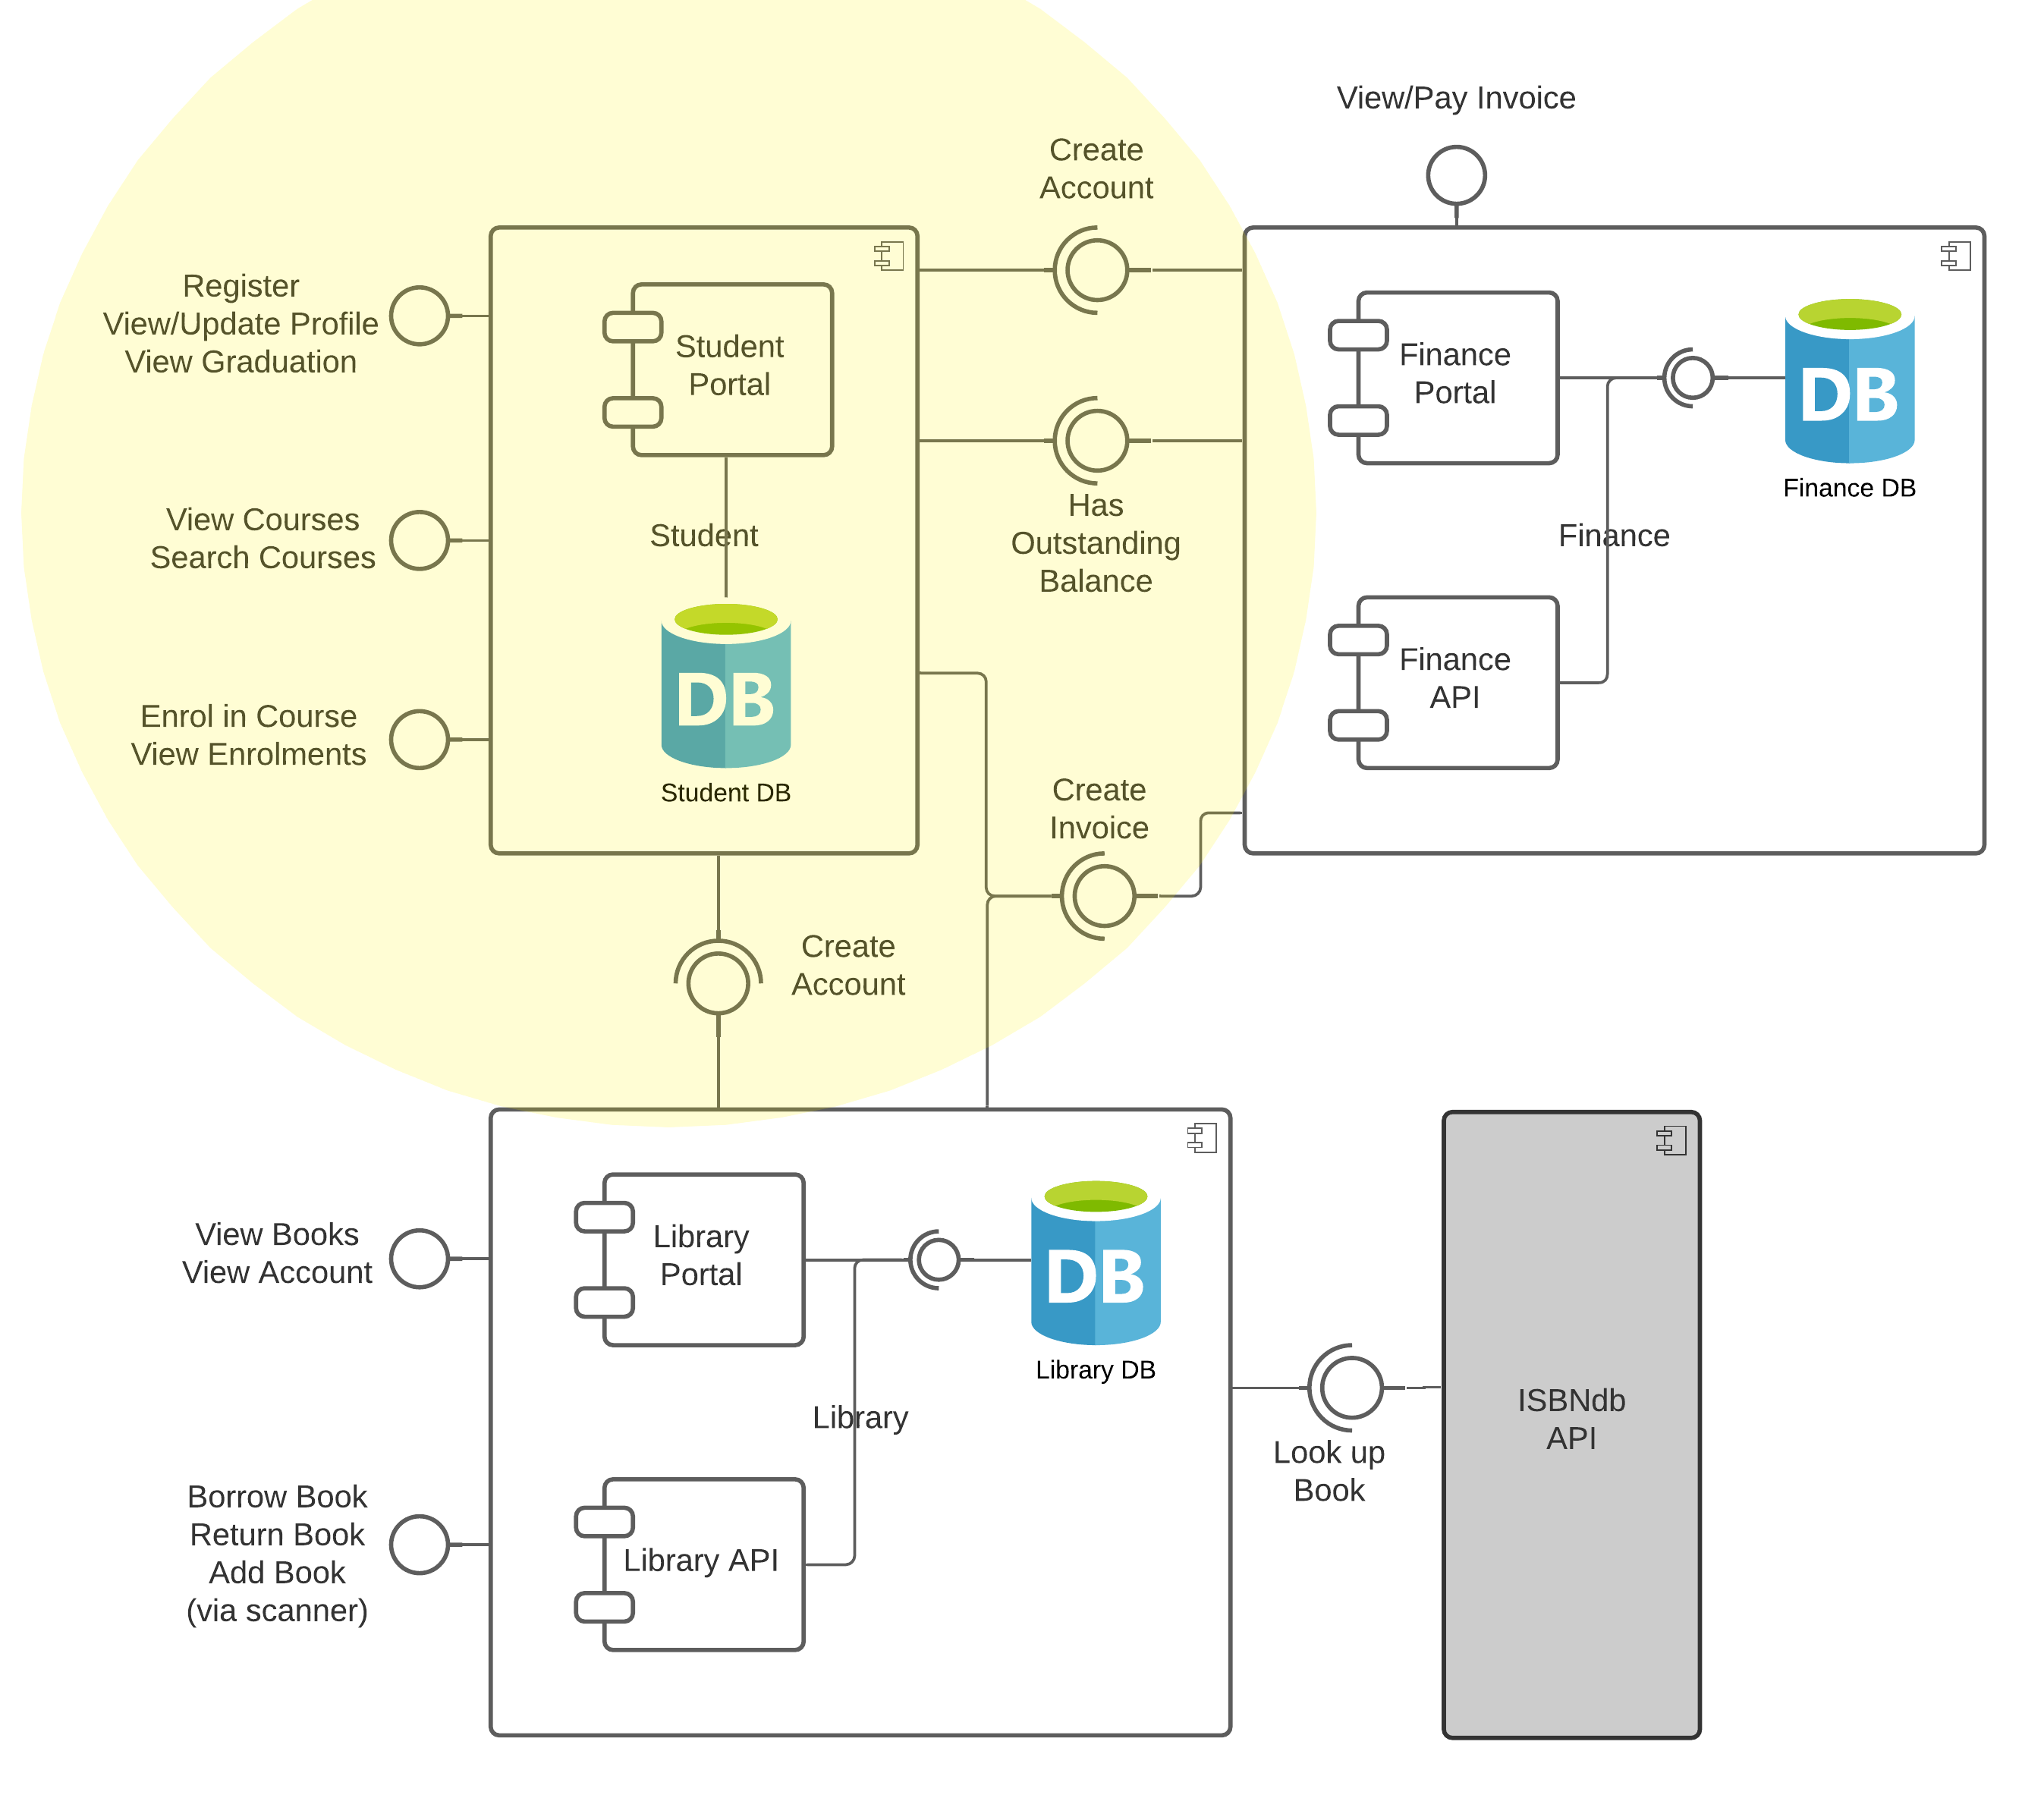 View/Pay Invoice
Create
Account
Register
View/Update Profile
View Graduation
Student
Portal
Finance
Portal
DB
Finance DB
View Courses
Search Courses
Student
Has
Outstanding
Balance
Finance
Finance
API
DB
Student DB
Enrol in Course
View Enrolments
Create
Invoice
Create
Account
View Books
View Account
Library
Portal
DB
Library DB
Library
Look up
Book
ISBNdb
API
Borrow Book
Return Book
Add Book
(via scanner)
Library API